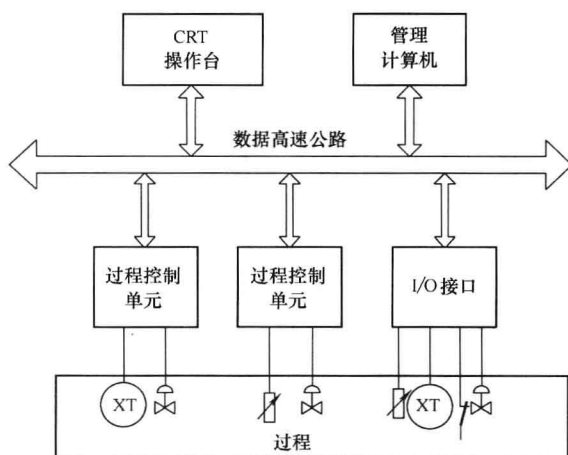 CRT
操作台
管理
计算机
数据高速公路
过程控制
单元
过程控制
单元
I/O 接口
XT
XT
过程